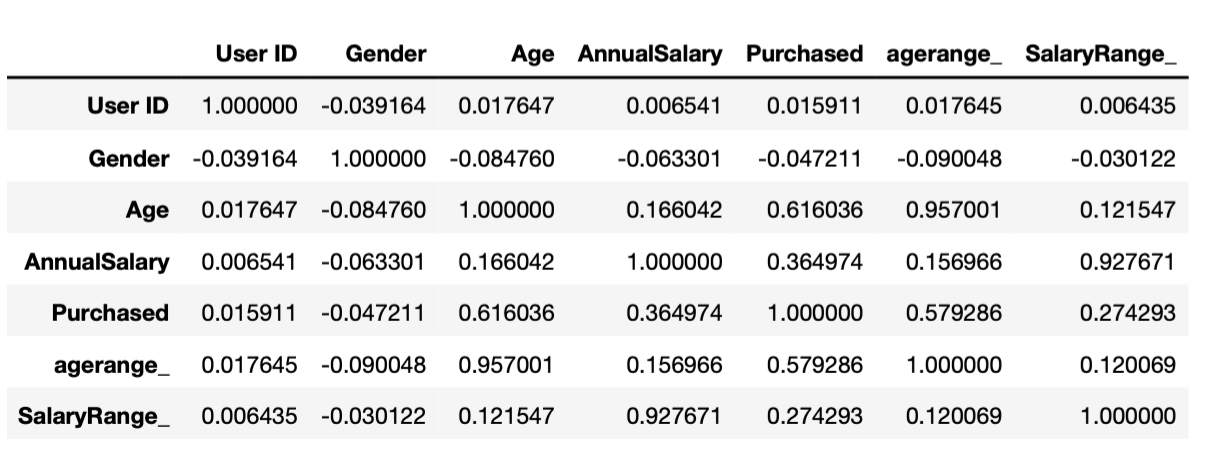 User ID Gender Age AnnualSalary Purchased agerange_ SalaryRange_
User ID 1.000000 -0.039164 0.017647 0.006541 0.015911 0.017645 0.006435
Gender -0.039164 1.000000 -0.084760 -0.063301 -0.047211 -0.090048 -0.030122
Age 0.017647 -0.084760 1.000000 0.166042 0.616036 0.957001 0.121547
AnnualSalary 0.006541 -0.063301 0.166042 1.000000 0.364974 0.156966 0.927671
Purchased 0.015911 -0.047211 0.616036 0.364974 1.000000 0.579286 0.274293
agerange_ 0.017645 -0.090048 0.957001 0.156966 0.579286 1.000000 0.120069
SalaryRange_ 0.006435 -0.030122 0.121547 0.927671 0.274293 0.120069 1.000000